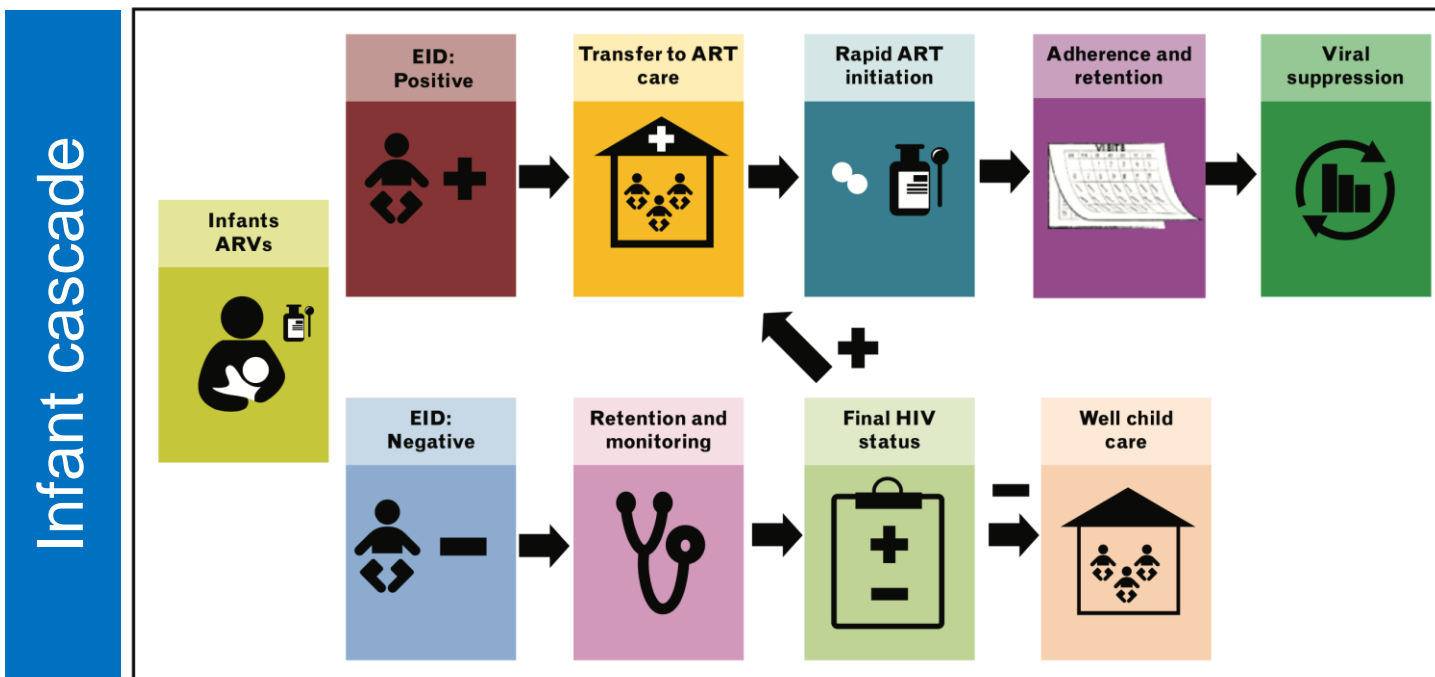 Infant cascade
Infants
ARVs
EID:
Positive
Transfer to ART
care
Rapid ART
initiation
Adherence and
retention
VISITS
Viral
suppression
EID:
Negative
Retention and
monitoring
Final HIV
status
Well child
care